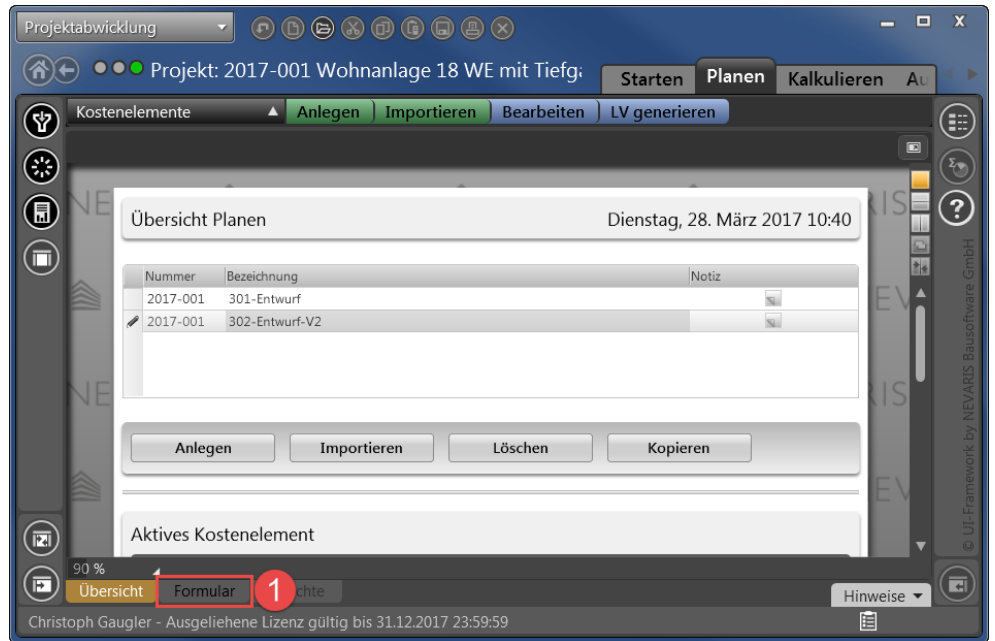 Projektabwicklung
Projekt: 2017-001 Wohnanlage 18 WE mit Tiefga
Starten Planen Kalkulieren Au
Kostenelemente Anlegen Importieren Bearbeiten LV generieren
Übersicht Planen Dienstag, 28. März 2017 10:40
Nummer Bezeichnung Notiz
2017-001 301-Entwurf
2017-001 302-Entwurf-V2
Anlegen Importieren Löschen Kopieren
Aktives Kostenelement
90 %
Übersicht Formular 1 chte
Hinweise
Christoph Gaugler - Ausgeliehene Lizenz gültig bis 31.12.2017 23:59:59
© UI-Framework by NEVARIS Bausoftware GmbH